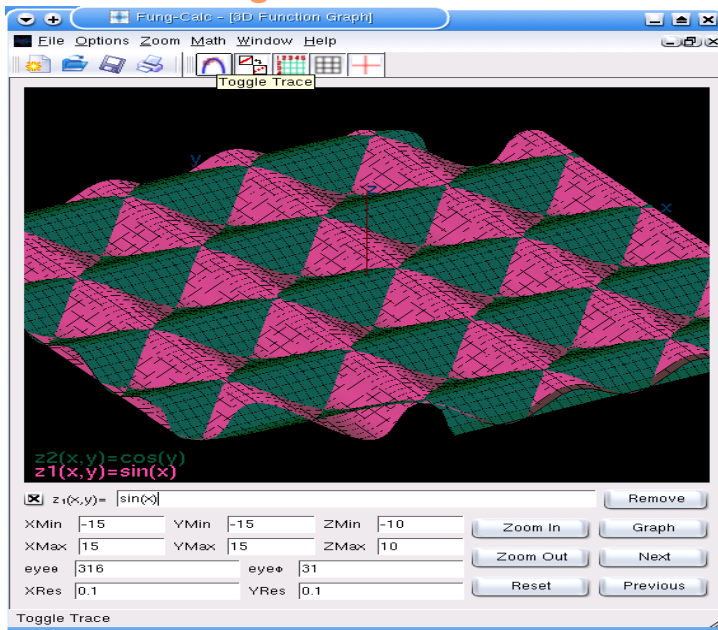 Fung-Calc - [3D Function Graph]
File Options Zoom Math Window Help
Toggle Trace
y
z
x
z2(x,y)=cos(y)
z1(x,y)=sin(x)
z₁(x,y)= sin(x) Remove
XMin -15 YMin -15 ZMin -10 Zoom In Graph
XMax 15 YMax 15 ZMax 10 Zoom Out Next
eyeθ 316 eyeφ 31
XRes 0.1 YRes 0.1 Reset Previous
Toggle Trace